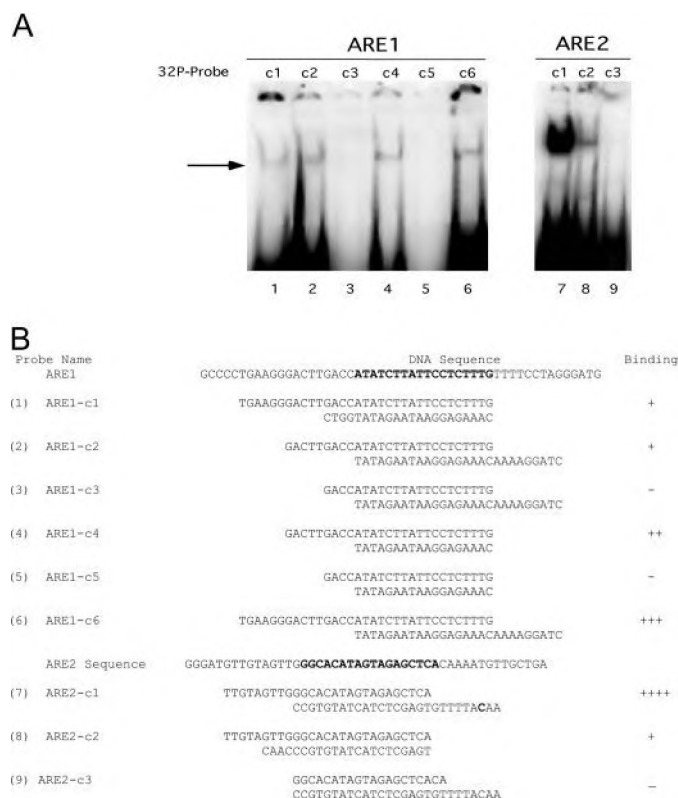 A
ARE1 ARE2
32P-Probe c1 c2 c3 c4 c5 c6 c1 c2 c3
1 2 3 4 5 6 7 8 9
B
Probe Name DNA Sequence Binding
ARE1 GCCCCTGAAGGGACTTGACCATATCTTATTCCTCTTTGTTTTCCTAGGGATG
(1) ARE1-c1 TGAAGGGACTTGACCATATCTTATTCCTCTTTG +
CTGGTATAGAATAAGGAGAAAC
(2) ARE1-c2 GACTTGACCATATCTTATTCCTCTTTG +
TATAGAATAAGGAGAAACAAAAGGATC
(3) ARE1-c3 GACCATATCTTATTCCTCTTTG -
TATAGAATAAGGAGAAACAAAAGGATC
(4) ARE1-c4 GACTTGACCATATCTTATTCCTCTTTG ++
TATAGAATAAGGAGAAAC
(5) ARE1-c5 GACCATATCTTATTCCTCTTTG -
TATAGAATAAGGAGAAAC
(6) ARE1-c6 TGAAGGGACTTGACCATATCTTATTCCTCTTTG +++
TATAGAATAAGGAGAAACAAAAGGATC
ARE2 Sequence GGGATGTTGTAGTTGGGCACATAGTAGAGCTCACAAAATGTTGCTGA
(7) ARE2-c1 TTGTAGTTGGGCACATAGTAGAGCTCA ++++
CCGTGTATCATCTCGAGTGTTTTACAA
(8) ARE2-c2 TTGTAGTTGGGCACATAGTAGAGCTCA +
CAACCCGTGTATCATCTCGAGT
(9) ARE2-c3 GGCACATAGTAGAGCTCACA _
CCGTGTATCATCTCGAGTGTTTTACAA